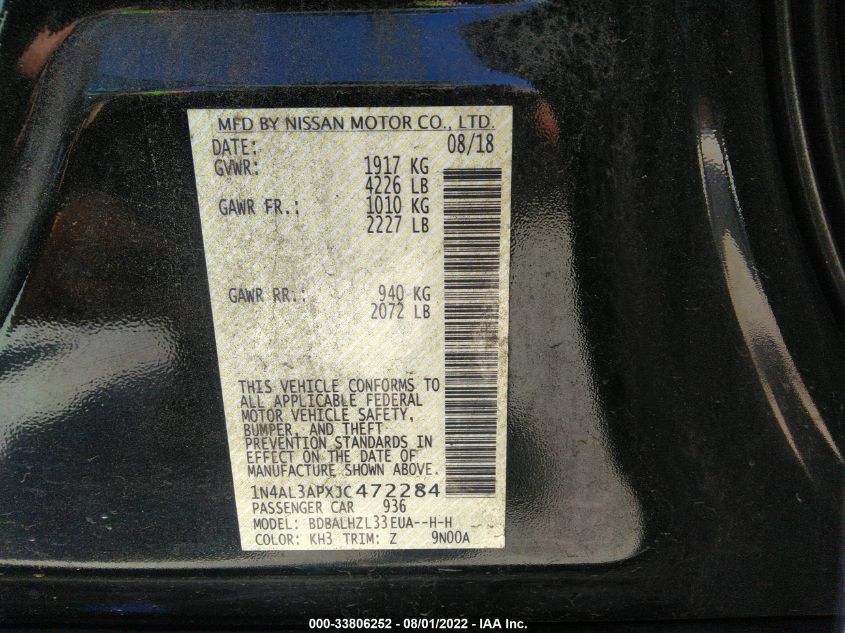 MFD BY NISSAN MOTOR CO., LTD.
DATE: 08/18
GVWR: 1917 KG
4226 LB
GAWR FR.: 1010 KG
2227 LB
GAWR RR.: 940 KG
2072 LB
THIS VEHICLE CONFORMS TO
ALL APPLICABLE FEDERAL
MOTOR VEHICLE SAFETY,
BUMPER, AND THEFT
PREVENTION STANDARDS IN
EFFECT ON THE DATE OF
MANUFACTURE SHOWN ABOVE.
1N4AL3APXJC472284
PASSENGER CAR 936
MODEL: BDBALHZL33EUA--H-H
COLOR: KH3 TRIM: Z 9N00A
000-33806252 - 08/01/2022 - IAA Inc.